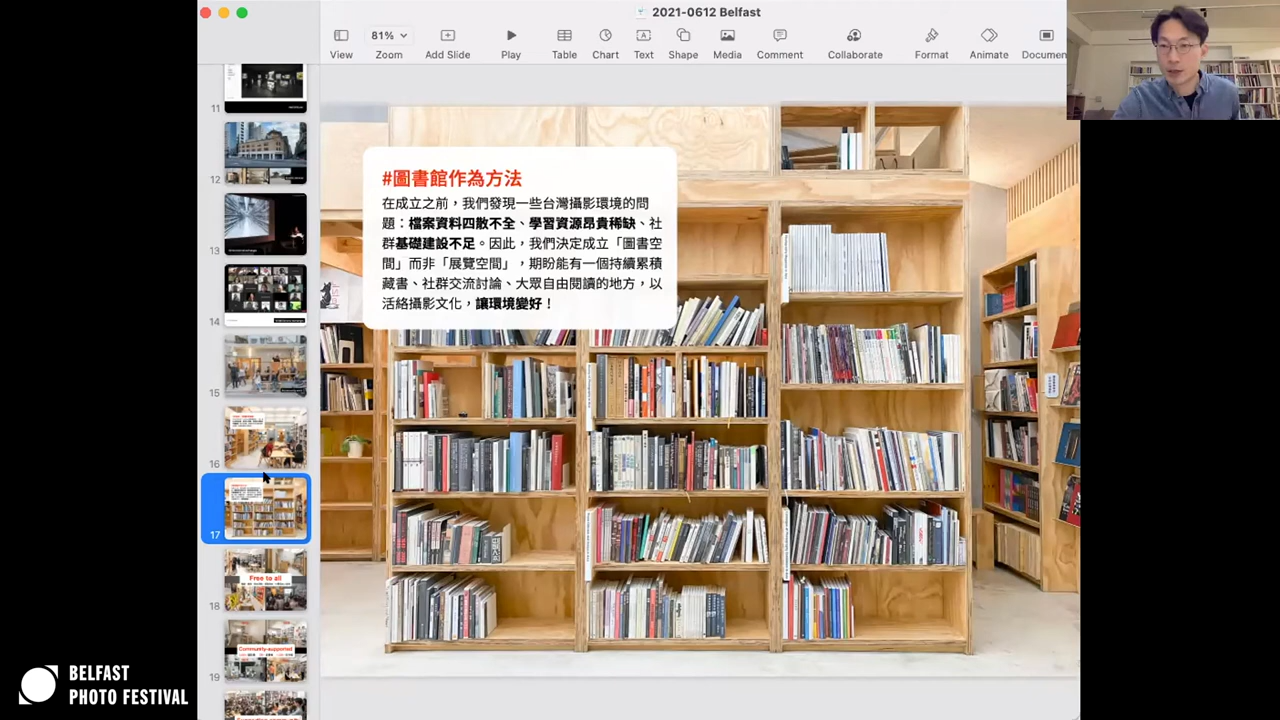 2021-0612 Belfast
81%
View
Zoom
Add Slide
Play
Table
Chart
Text
Shape
Media
Comment
Collaborate
Format
Animate
Documen
11
12
13
14
15
16
17
18
Free to all
19
Community-supported
#圖書館作為方法
在成立之前，我們發現一些台灣攝影環境的問
題：檔案資料四散不全、學習資源昂貴稀缺、社
群基礎建設不足。因此，我們決定成立「圖書空
間」而非「展覽空間」，期盼能有一個持續累積
藏書、社群交流討論、大眾自由閱讀的地方，以
活絡攝影文化，讓環境變好！
BELFAST
PHOTO FESTIVAL